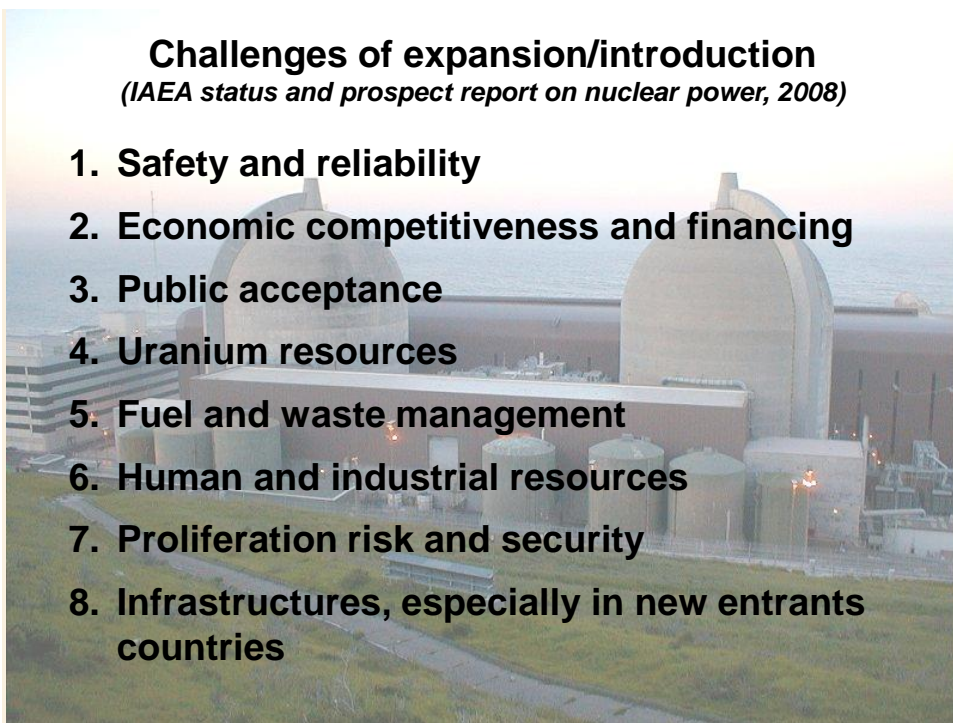 Challenges of expansion/introduction
(IAEA status and prospect report on nuclear power, 2008)
1. Safety and reliability
2. Economic competitiveness and financing
3. Public acceptance
4. Uranium resources
5. Fuel and waste management
6. Human and industrial resources
7. Proliferation risk and security
8. Infrastructures, especially in new entrants
countries